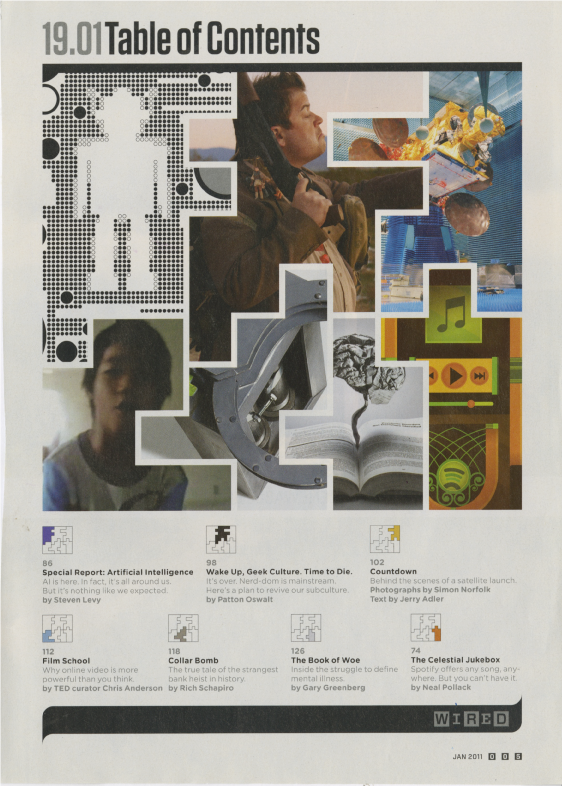 19.01 Table of Contents
86
Special Report: Artificial Intelligence
AI is here. In fact, it's all around us.
But it's nothing like we expected.
by Steven Levy
98
Wake Up, Geek Culture. Time to Die.
It's over. Nerd-dom is mainstream.
Here's a plan to revive our subculture.
by Patton Oswalt
102
Countdown
Behind the scenes of a satellite launch.
Photographs by Simon Norfolk
Text by Jerry Adler
112
Film School
Why online video is more
powerful than you think.
by TED curator Chris Anderson
118
Collar Bomb
The true tale of the strangest
bank heist in history.
by Rich Schapiro
126
The Book of Woe
Inside the struggle to define
mental illness.
by Gary Greenberg
74
The Celestial Jukebox
Spotify offers any song, any-
where. But you can't have it.
by Neal Pollack
WIRED
JAN 2011 0 0 5